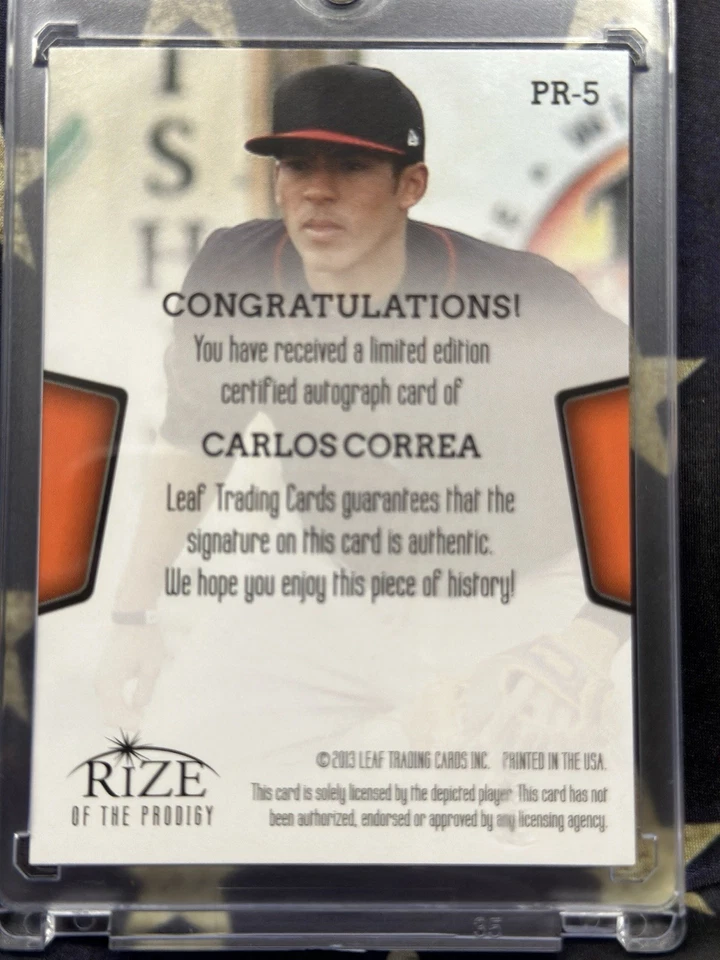 PR-5
I
S
H
CONGRATULATIONS!
You have received a limited edition
certified autograph card of
CARLOS CORREA
Leaf Trading Cards guarantees that the
signature on this card is authentic.
We hope you enjoy this piece of history!
RIZE
OF THE PRODIGY
© 2013 LEAF TRADING CARDS INC. PRINTED IN THE USA.
This card is solely licensed by the depicted player This card has not
been authorized, endorsed or approved by any licensing agency.